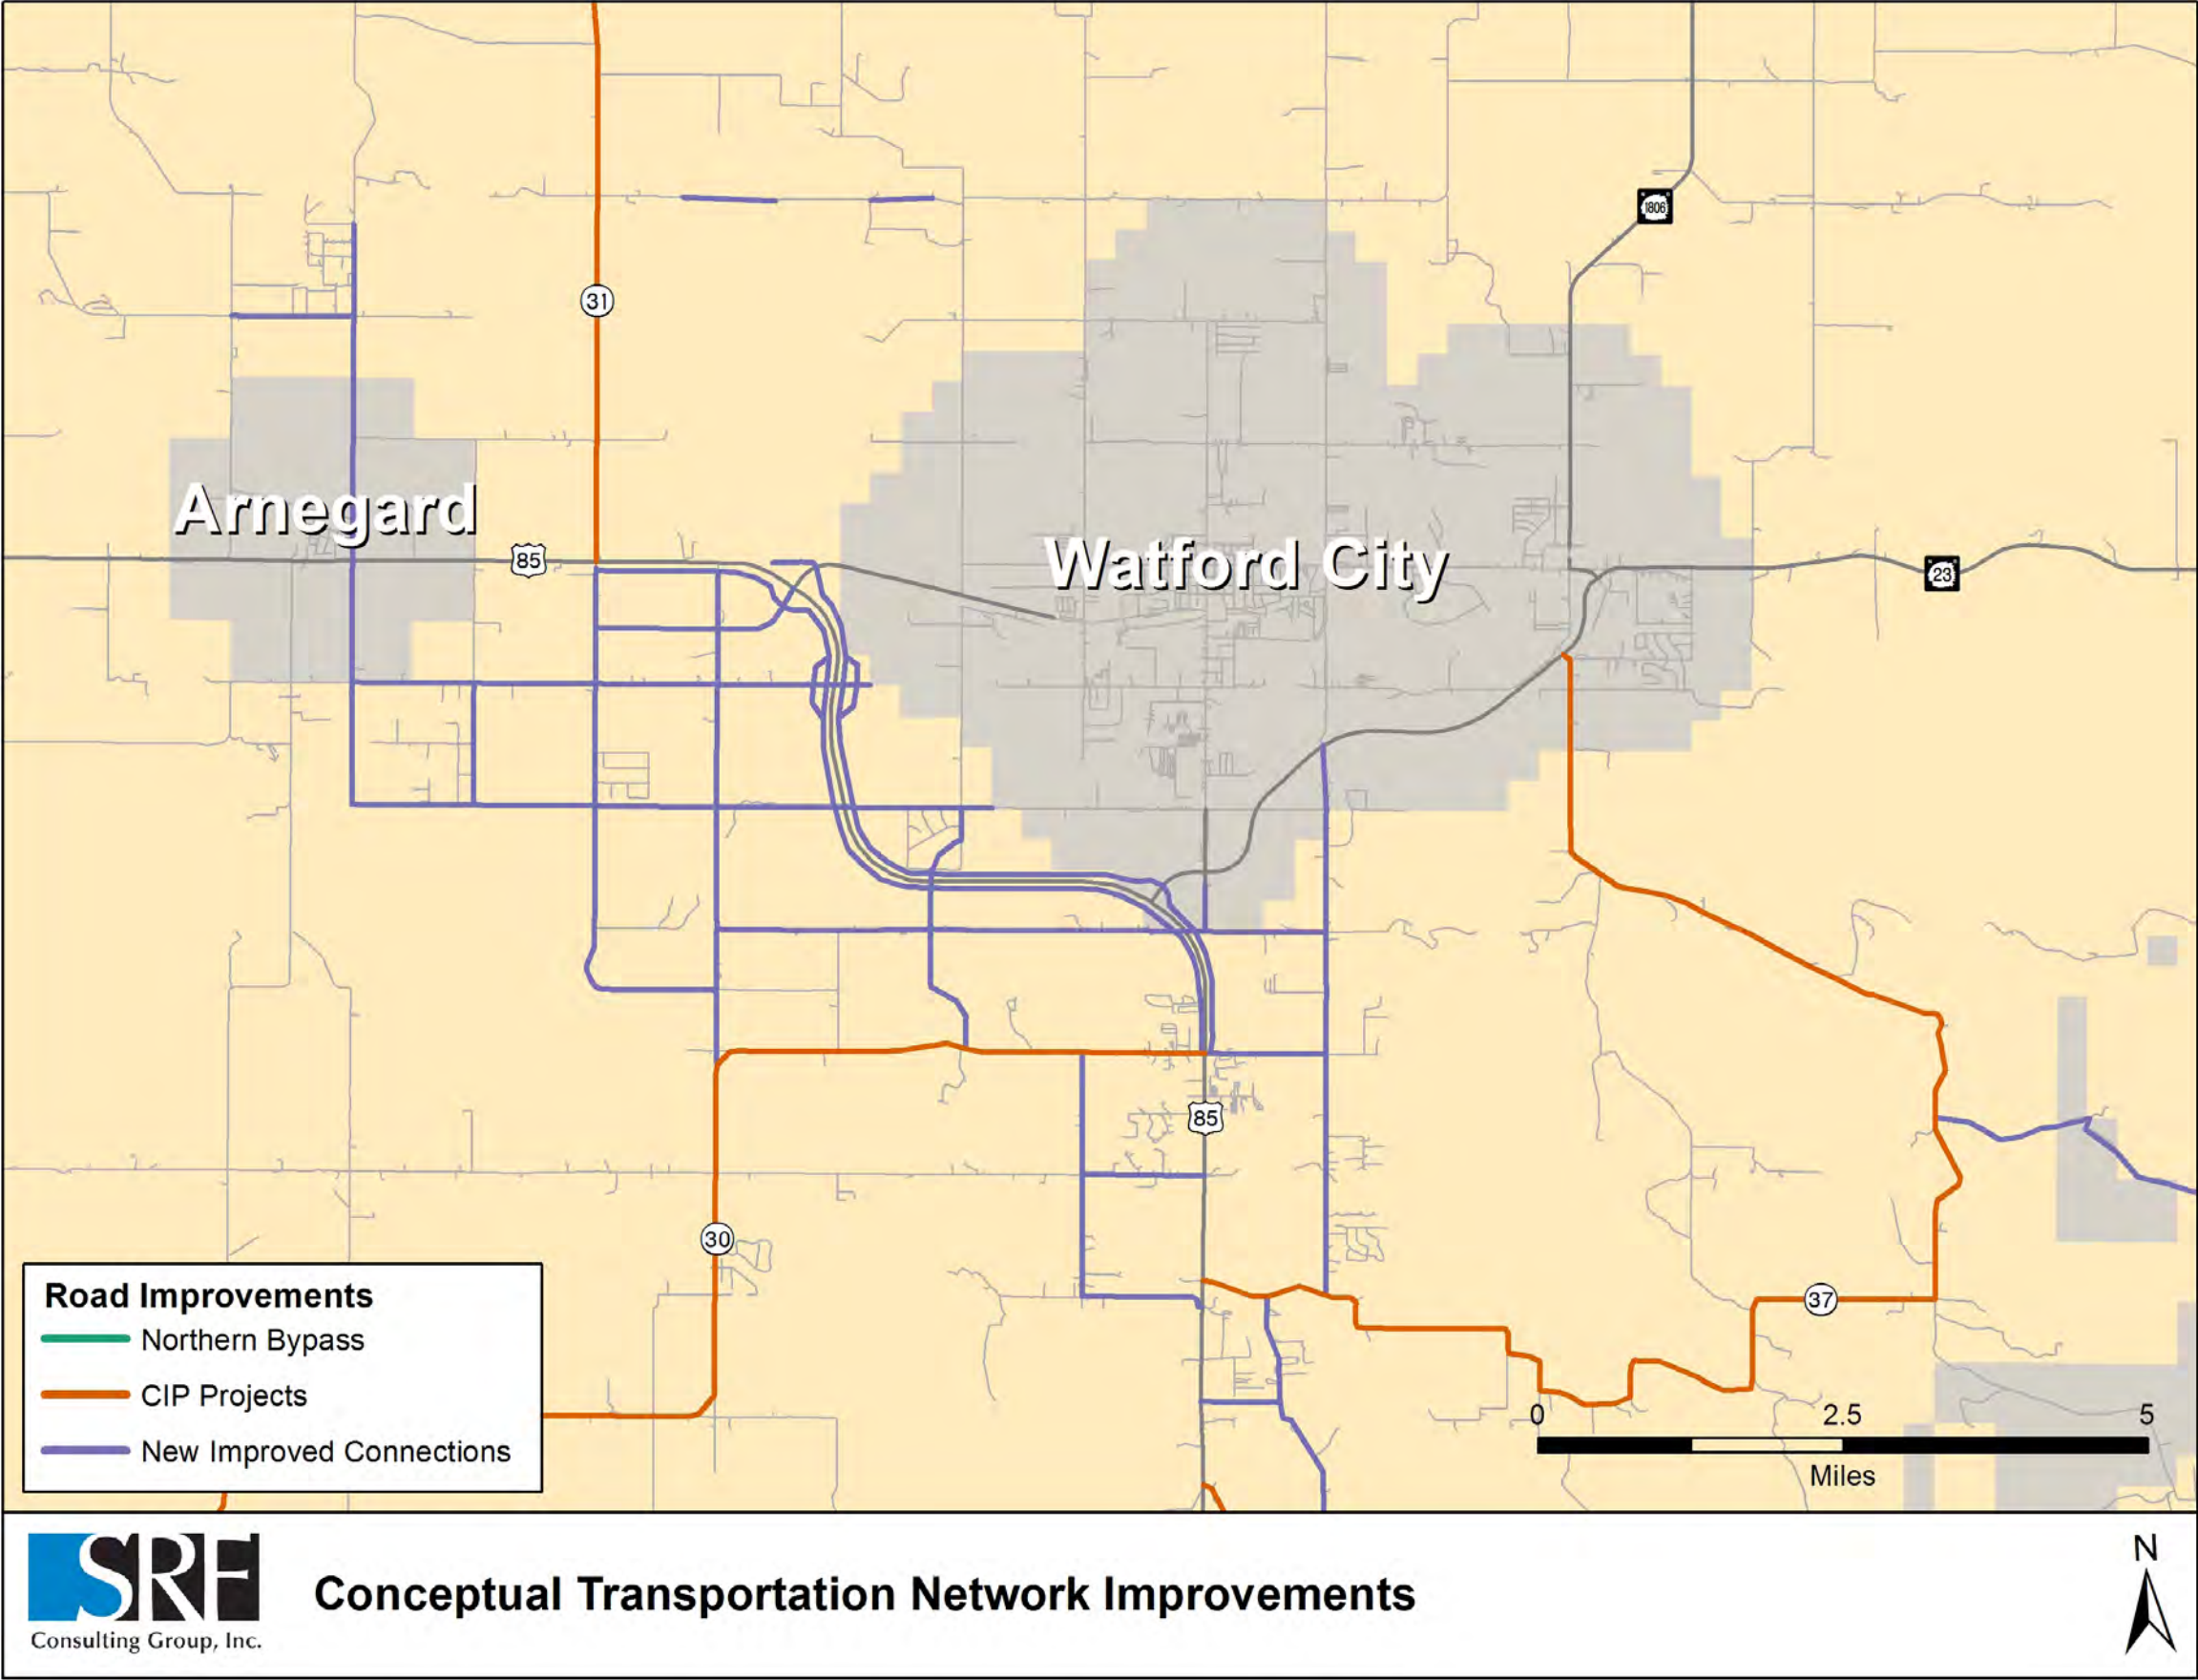 1806
31
Arnegard
85
Watford City
23
85
30
37
Road Improvements
Northern Bypass
CIP Projects
New Improved Connections
0 2.5 5
Miles
SRF
Consulting Group, Inc.
Conceptual Transportation Network Improvements
N